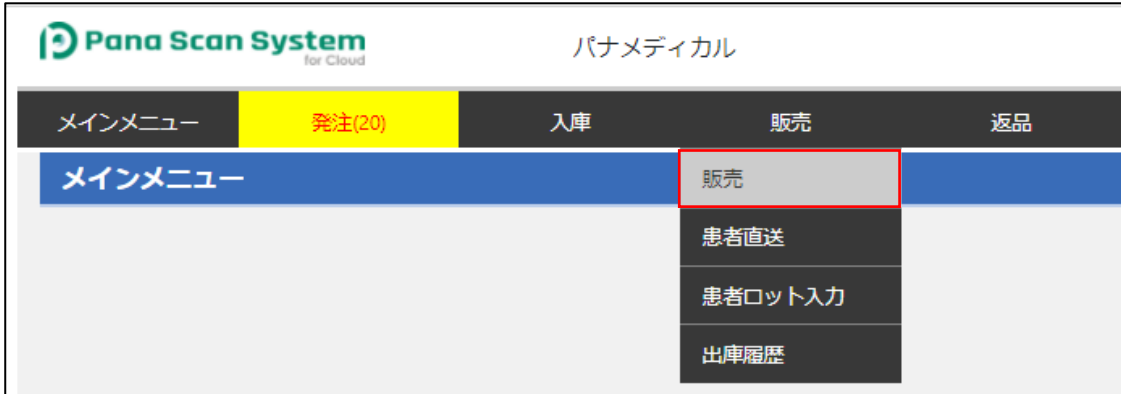 Pana Scan System
for Cloud
パナメディカル
メインメニュー 発注(20) 入庫 販売 返品
メインメニュー
販売
患者直送
患者ロット入力
出庫履歴